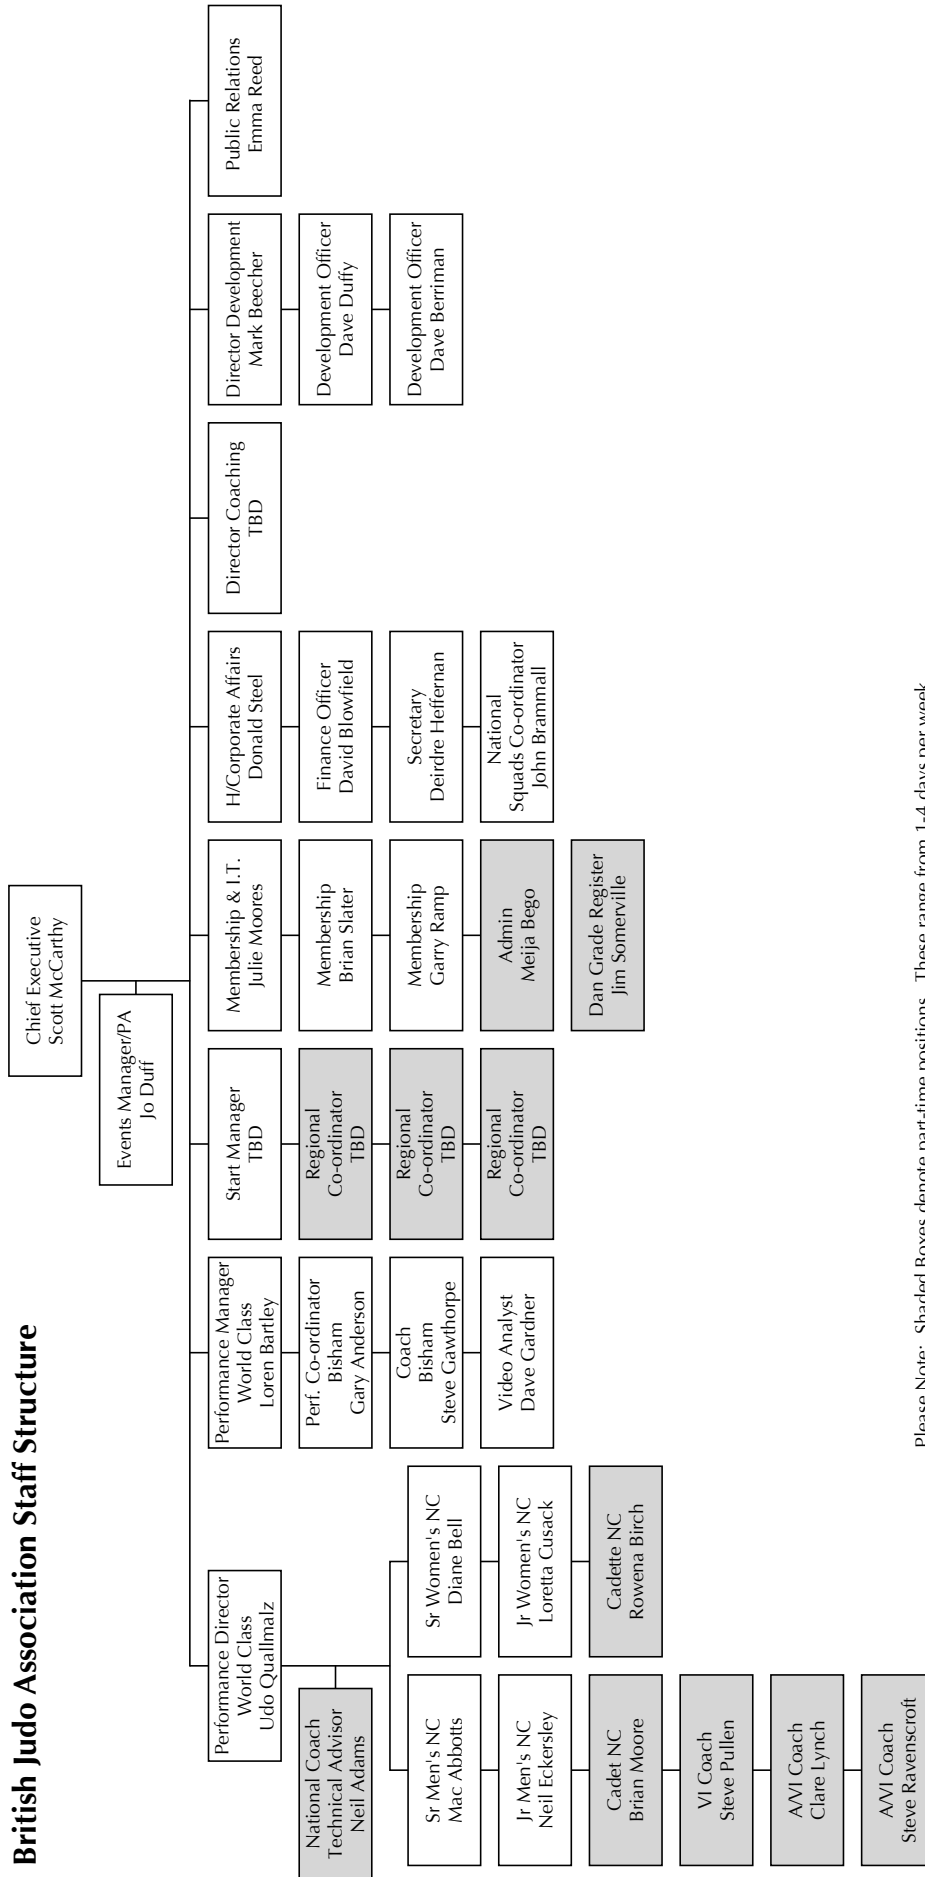 British Judo Association Staff Structure
Chief Executive
Scott McCarthy
Events Manager/PA
Jo Duff
Performance Director
World Class
Udo Quallmalz
National Coach
Technical Advisor
Neil Adams
Sr Men's NC
Mac Abbotts
Jr Men's NC
Neil Eckersley
Cadet NC
Brian Moore
VI Coach
Steve Pullen
A/VI Coach
Clare Lynch
A/VI Coach
Steve Ravenscroft
Sr Women's NC
Diane Bell
Jr Women's NC
Loretta Cusack
Cadette NC
Rowena Birch
Performance Manager
World Class
Loren Bartley
Perf. Co-ordinator
Bisham
Gary Anderson
Coach
Bisham
Steve Gawthorpe
Video Analyst
Dave Gardner
Start Manager
TBD
Regional
Co-ordinator
TBD
Regional
Co-ordinator
TBD
Regional
Co-ordinator
TBD
Membership & I.T.
Julie Moores
Membership
Brian Slater
Membership
Garry Ramp
Admin
Meija Bego
Dan Grade Register
Jim Somerville
H/Corporate Affairs
Donald Steel
Finance Officer
David Blowfield
Secretary
Deirdre Heffernan
National
Squads Co-ordinator
John Brammall
Director Coaching
TBD
Director Development
Mark Beecher
Development Officer
Dave Duffy
Development Officer
Dave Berriman
Public Relations
Emma Reed
Please Note: Shaded Boxes denote part-time positions. These range from 1-4 days per week